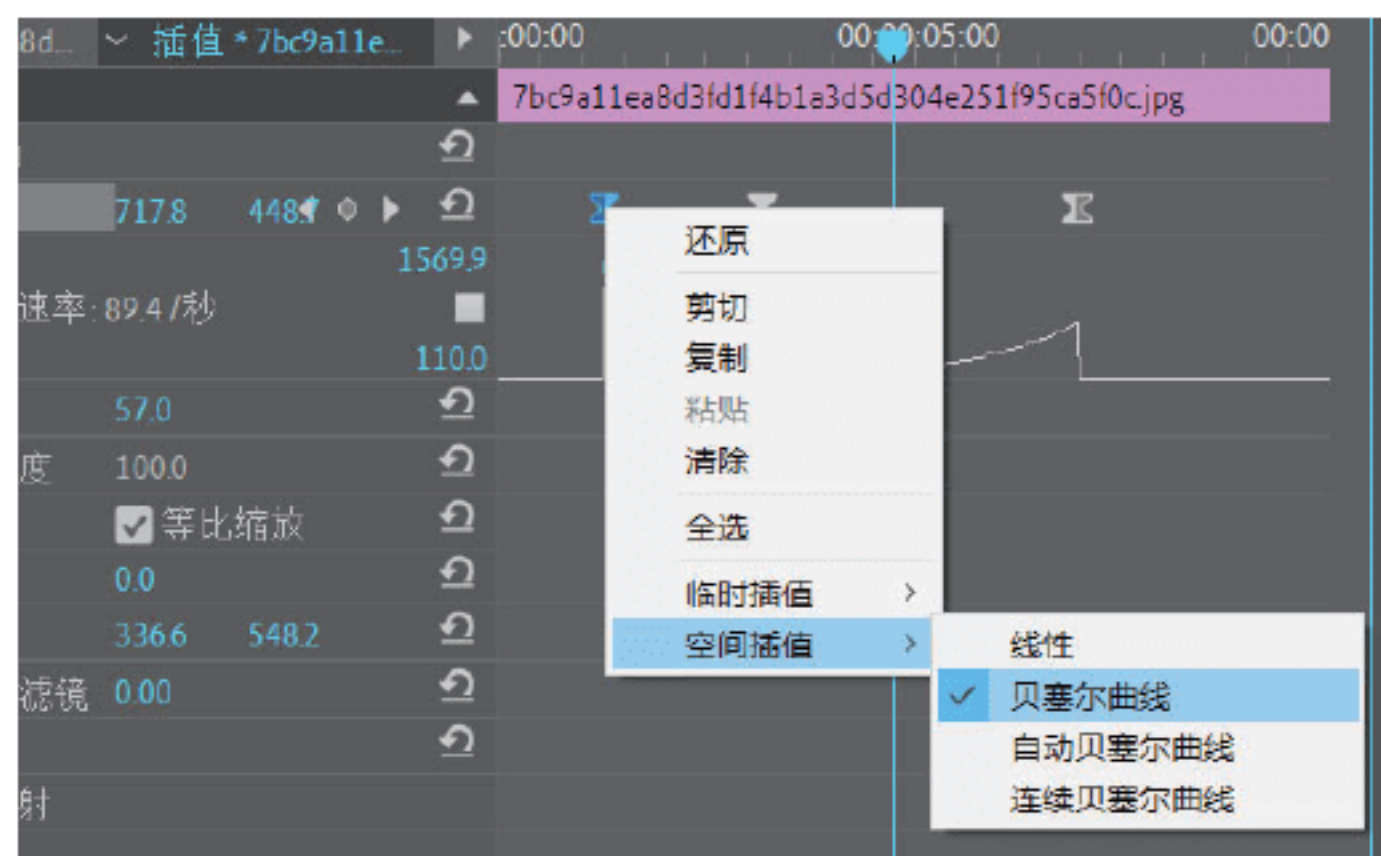 8d... 插值 * 7bc9a11e... :00:00 00:00:05:00 00:00
7bc9a11ea8d3fd1f4b1a3d5d304e251f95ca5f0c.jpg
717.8 448.7
还原
1569.9
速率: 89.4 /秒
剪切
110.0
复制
57.0
粘贴
度 100.0
清除
等比缩放
全选
0.0
临时插值
336.6 548.2
空间插值
线性
滤镜 0.00
贝塞尔曲线
自动贝塞尔曲线
射
连续贝塞尔曲线